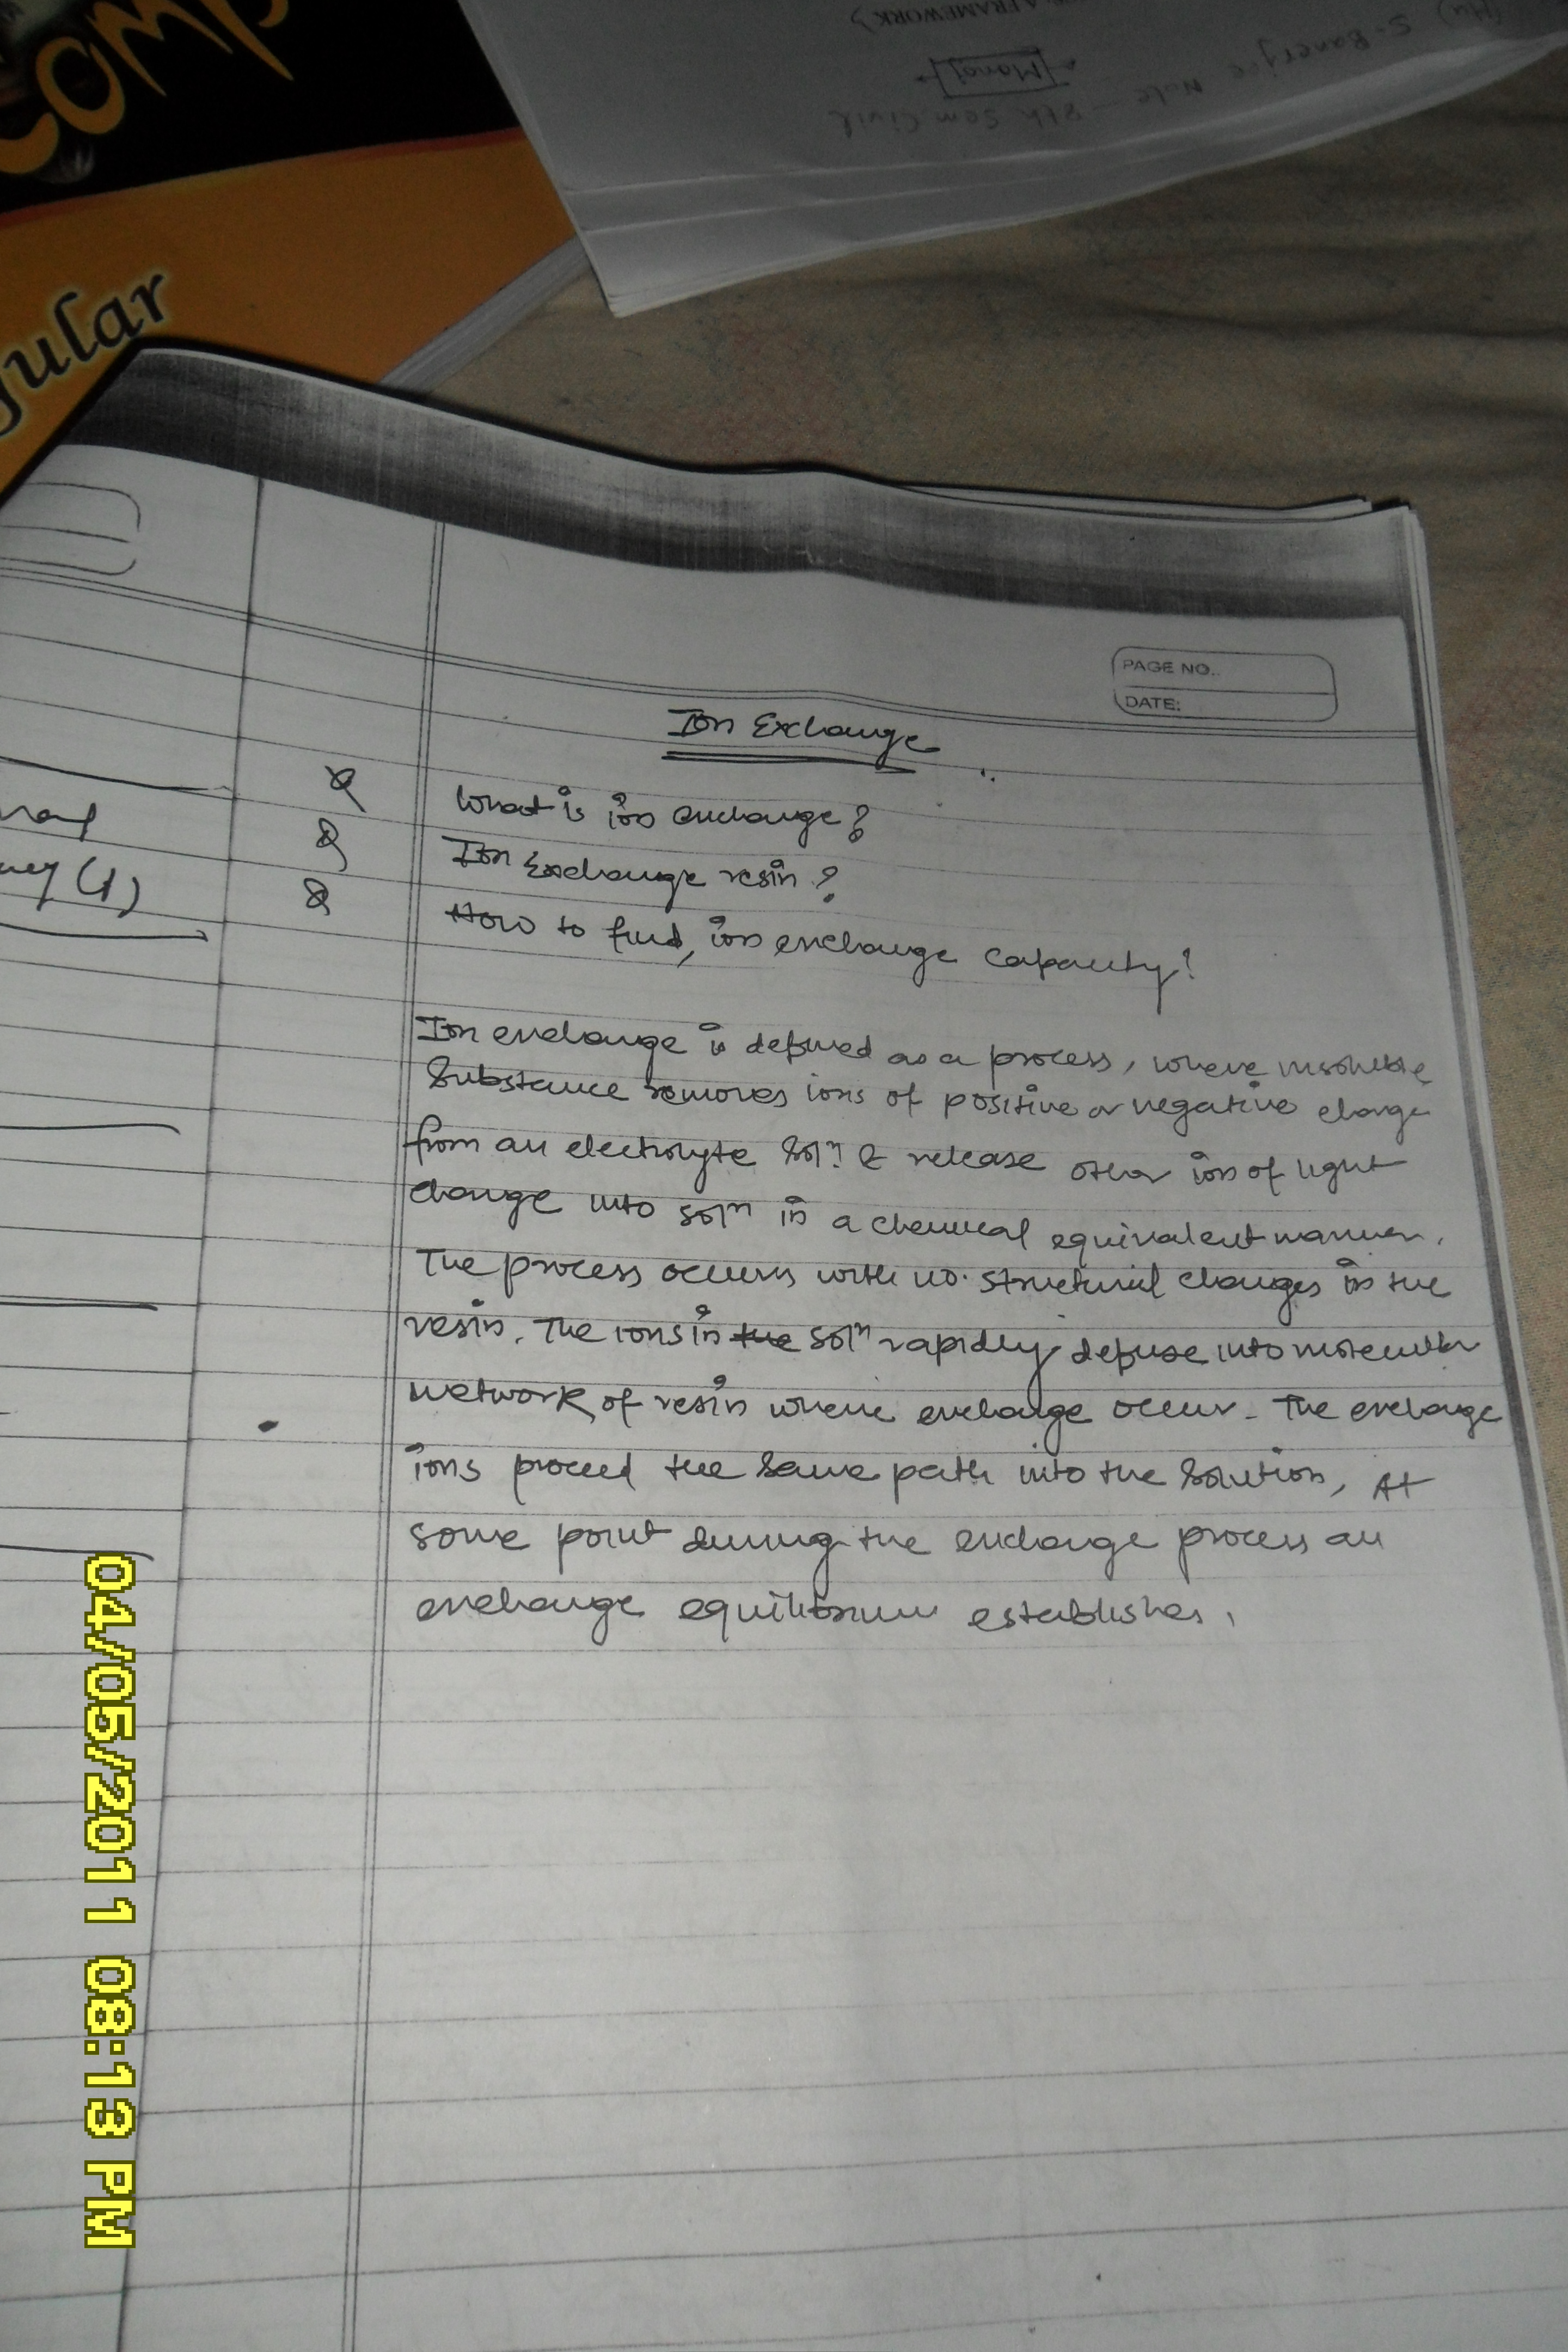 COMP
gular
A FRAMEWORK)
[Manoj]
S. Banerjee Note - 8th Sem. Civil
PAGE NO..
DATE:
Ion Exchange
Q What is ion exchange?
Q Ion Exchange resin?
Q How to find, ion exchange capacity?
(1)
Ion exchange is defined as a process, where insoluble
Substance removes ions of positive or negative charge
from an electrolyte Solⁿ. & release other ions of light
charge into solⁿ in a chemical equivalent manner.
The process occurs with no. structural changes in the
resin. The ions in the solⁿ rapidly defuse into molecular
network of resin where exchange occur. The exchange
ions proceed the same path into the solution, At
some point during the exchange process an
exchange equilibrium establishes.
04/05/2011 08:13 PM